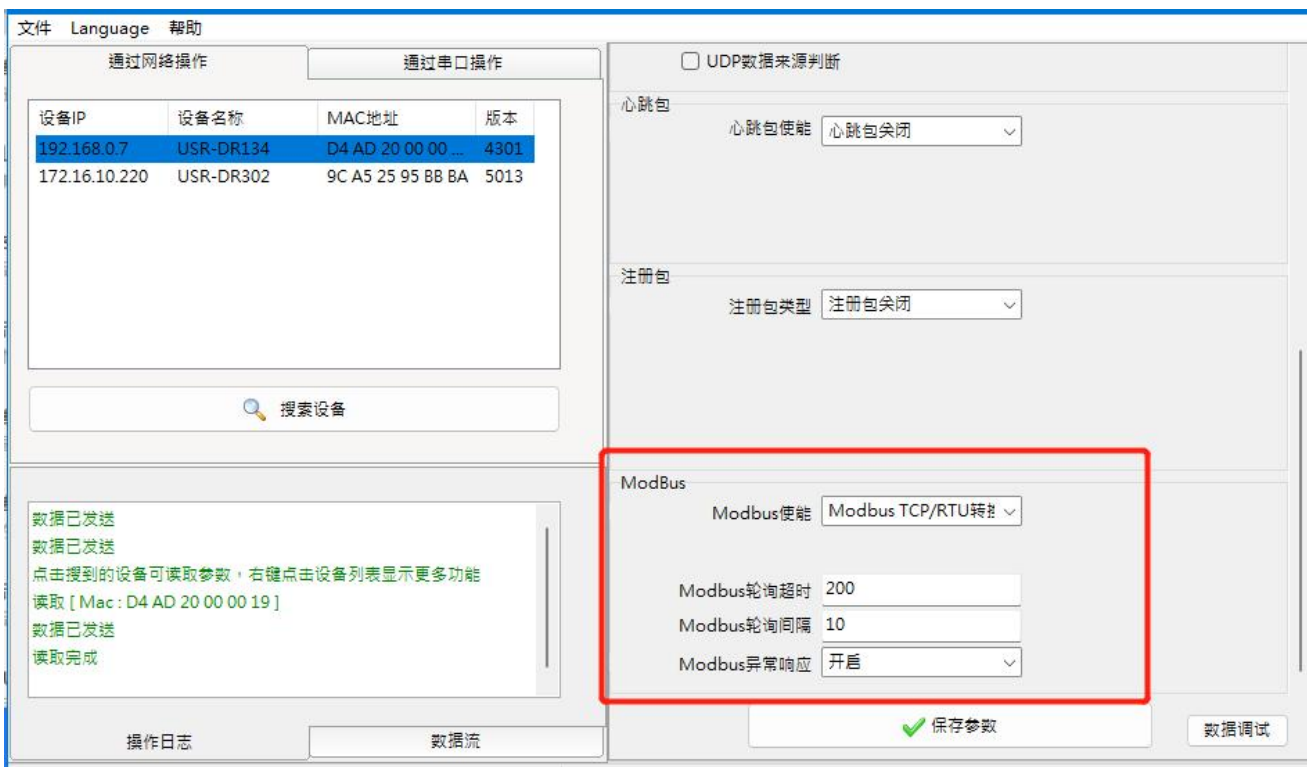 文件 Language 帮助
通过网络操作 通过串口操作
设备IP 设备名称 MAC地址 版本
192.168.0.7 USR-DR134 D4 AD 20 00 00 ... 4301
172.16.10.220 USR-DR302 9C A5 25 95 BB BA 5013
搜索设备
数据已发送
数据已发送
点击搜到的设备可读取参数，右键点击设备列表显示更多功能
读取 [ Mac : D4 AD 20 00 00 19 ]
数据已发送
读取完成
操作日志 数据流
UDP数据来源判断
心跳包
心跳包使能 心跳包关闭
注册包
注册包类型 注册包关闭
ModBus
Modbus使能 Modbus TCP/RTU转
Modbus轮询超时 200
Modbus轮询间隔 10
Modbus异常响应 开启
保存参数 数据调试